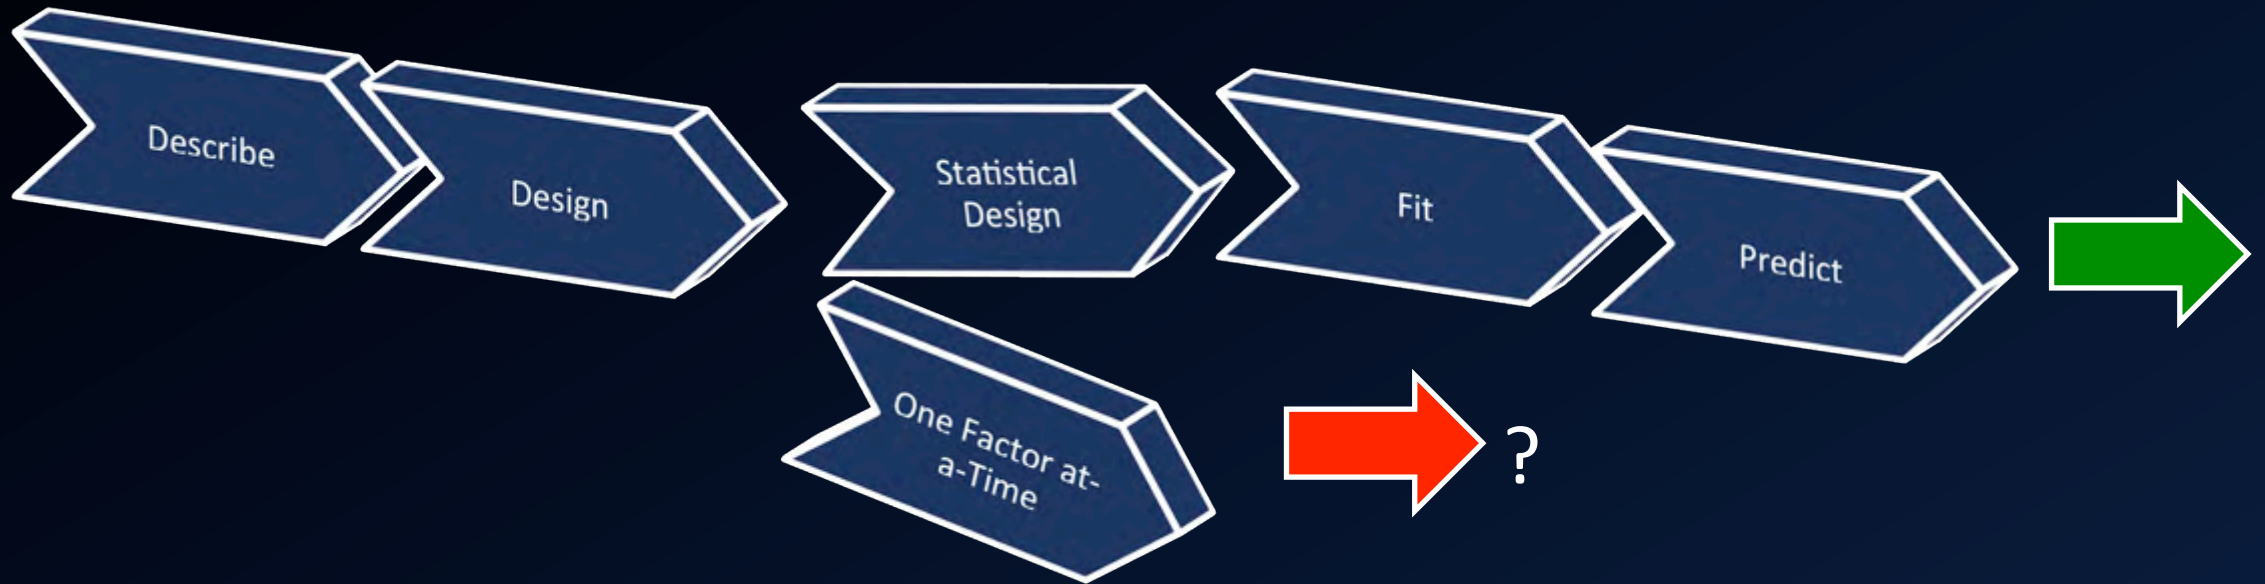 Describe
Design
Statistical
Design
Fit
Predict
One Factor at-
a-Time
?